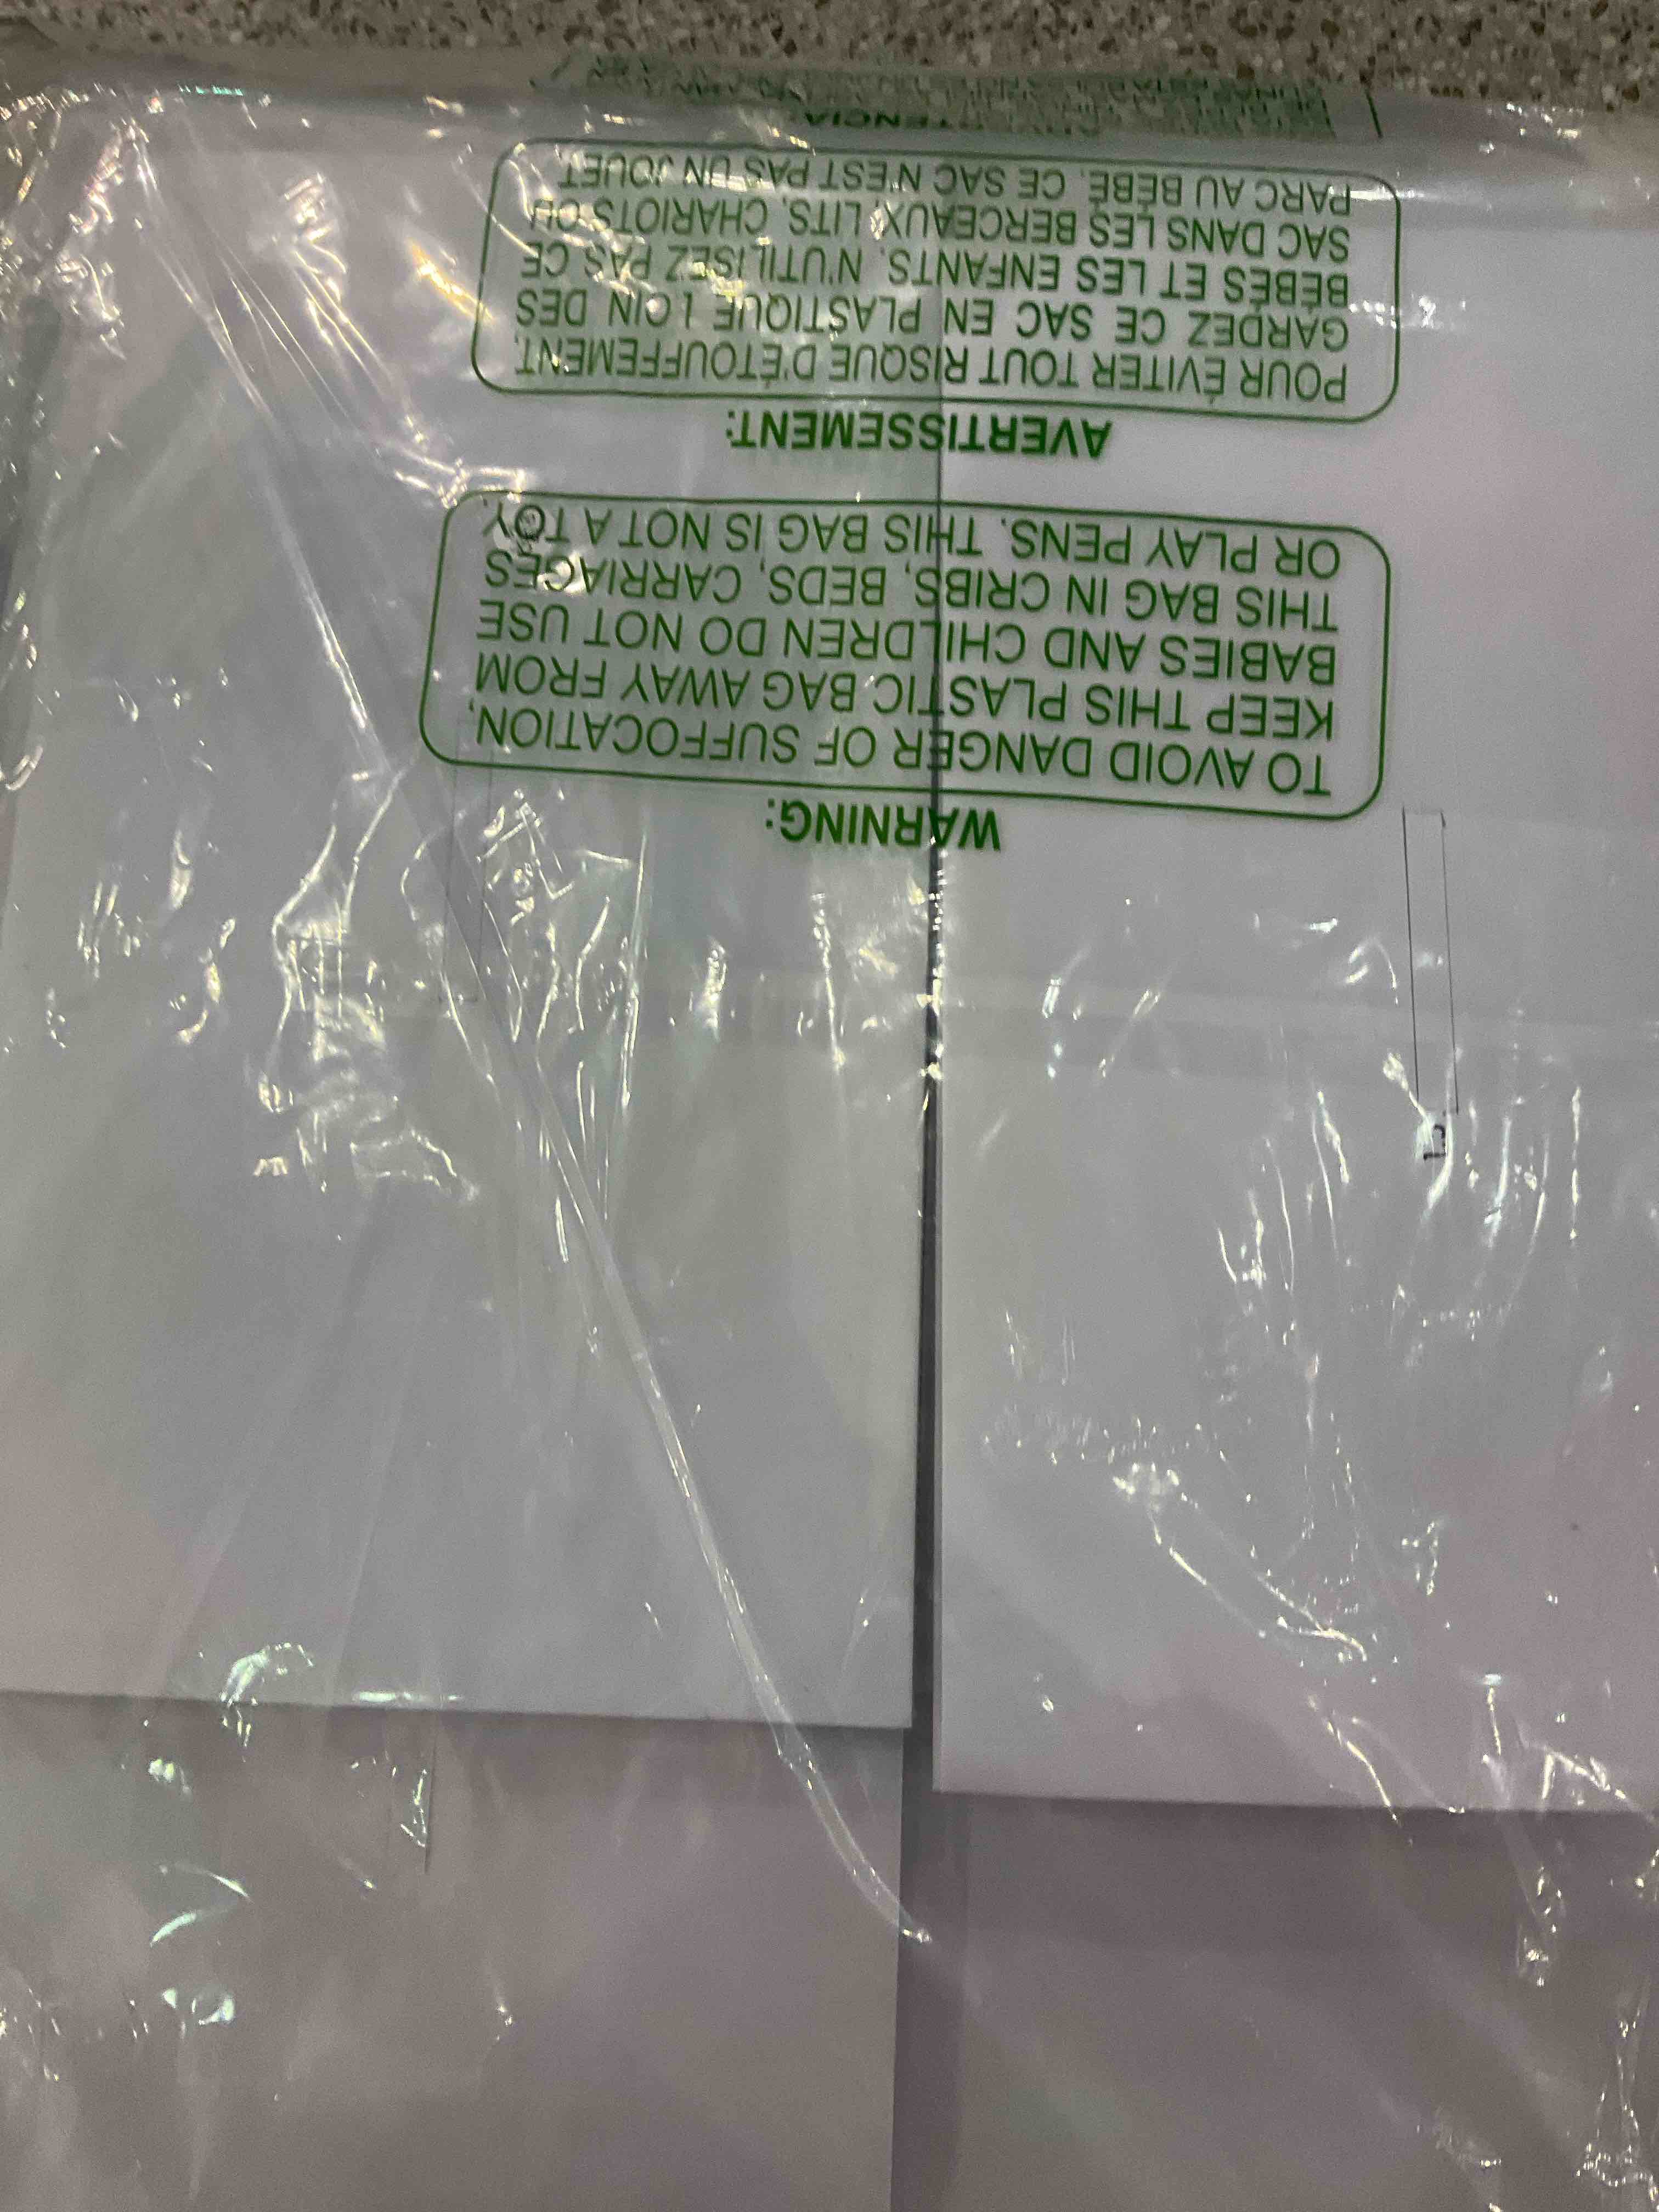 WARNING:
TO AVOID DANGER OF SUFFOCATION,
KEEP THIS PLASTIC BAG AWAY FROM
BABIES AND CHILDREN DO NOT USE
THIS BAG IN CRIBS, BEDS, CARRIAGES
OR PLAY PENS. THIS BAG IS NOT A TOY.
AVERTISSEMENT:
POUR ÉVITER TOUT RISQUE D'ÉTOUFFEMENT,
GARDEZ CE SAC EN PLASTIQUE LOIN DES
BÉBÉS ET LES ENFANTS. N'UTILISEZ PAS CE
SAC DANS LES BERCEAUX, LITS, CHARIOTS OU
PARC AU BÉBÉ. CE SAC N'EST PAS UN JOUET.